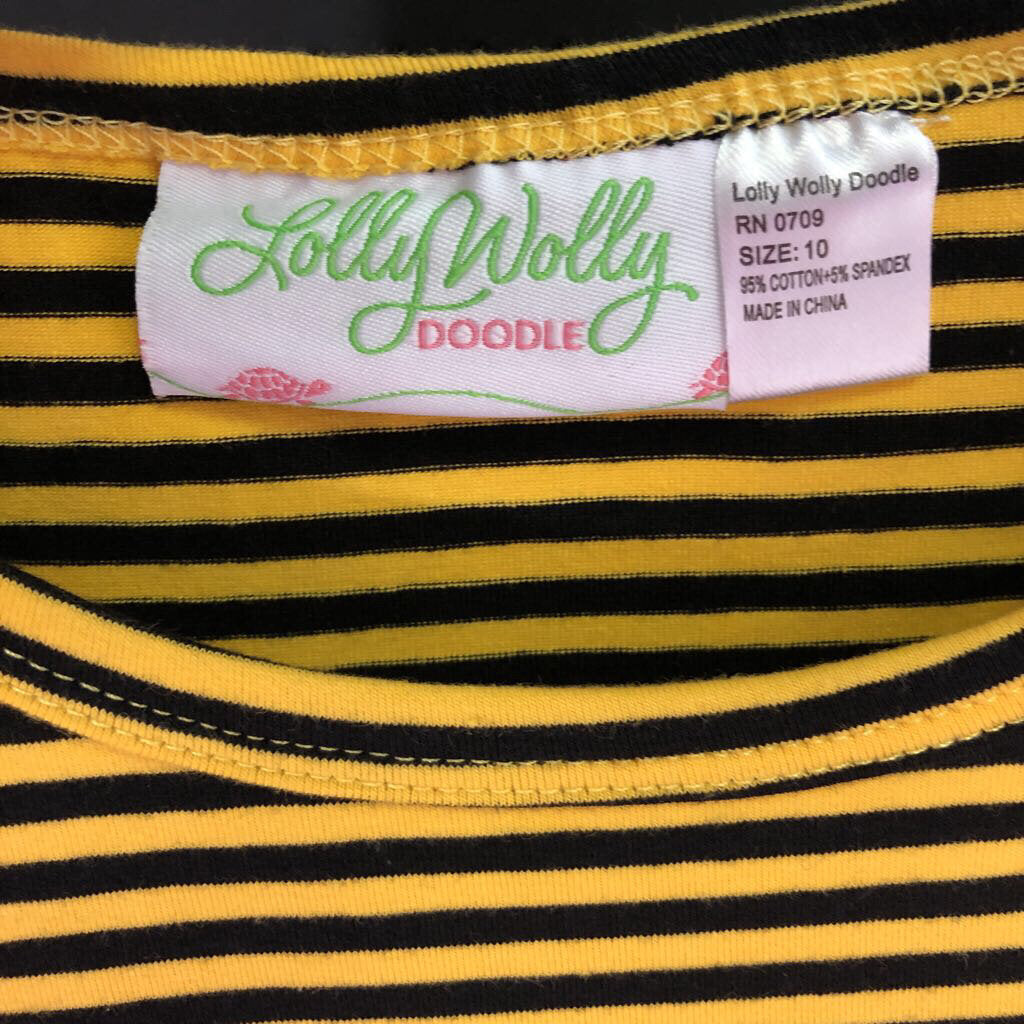 Lolly Wolly
DOODLE
Lolly Wolly Doodle
RN 0709
SIZE: 10
95% COTTON+5% SPANDEX
MADE IN CHINA